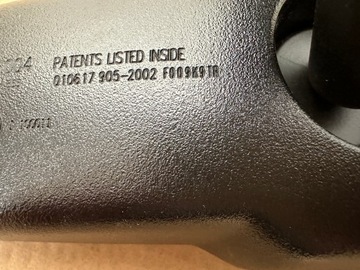 PATENTS LISTED INSIDE
010617 905-2002 F009K9TR